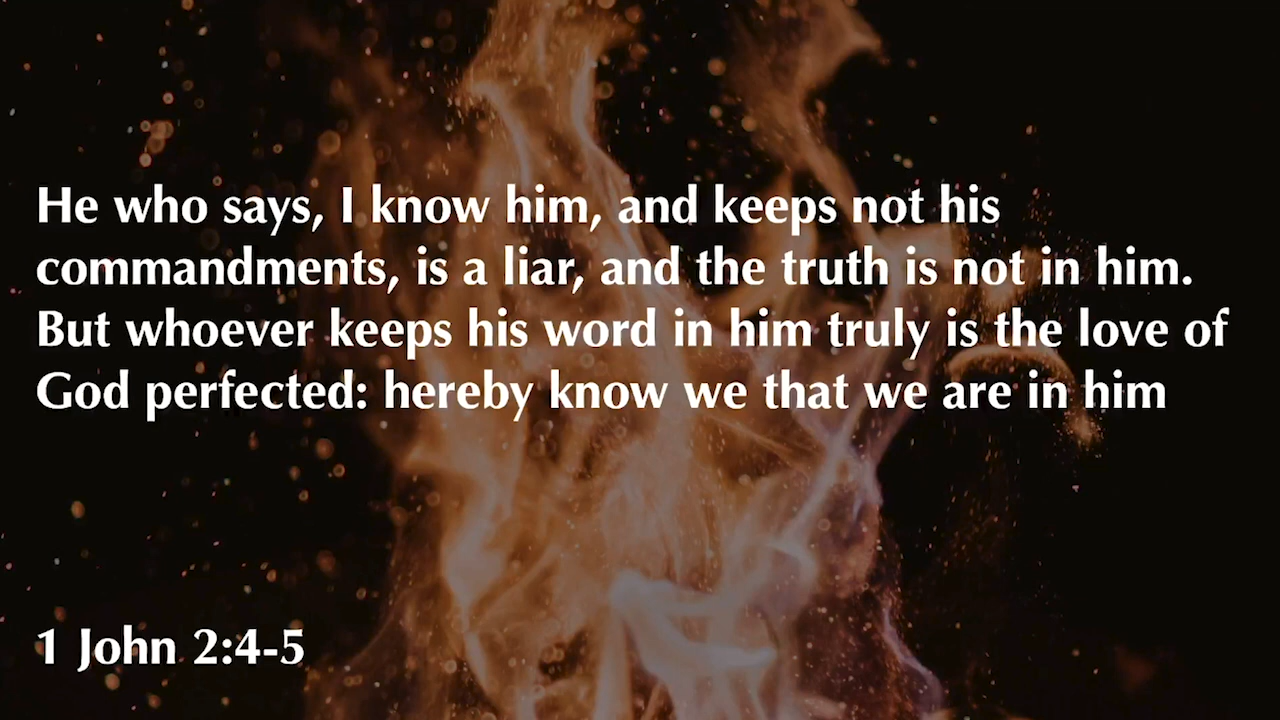 He who says, I know him, and keeps not his
commandments, is a liar, and the truth is not in him.
But whoever keeps his word in him truly is the love of
God perfected: hereby know we that we are in him
1 John 2:4-5